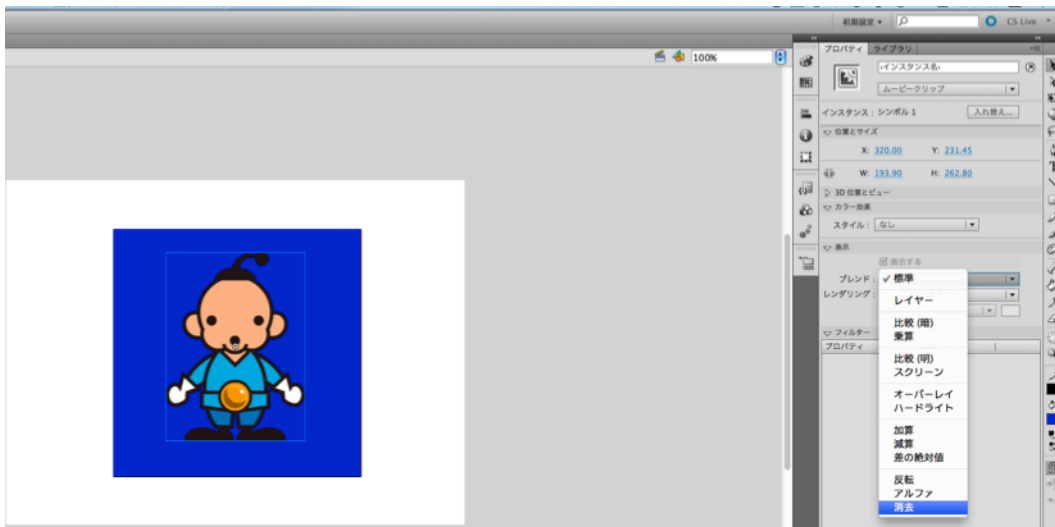 初期設定
CS Live
100%
プロパティ ライブラリ
<インスタンス名>
ムービークリップ
インスタンス : シンボル 1 入れ替え...
位置とサイズ
X: 320.00 Y: 231.45
W: 193.90 H: 262.80
3D 位置とビュー
カラー効果
スタイル : なし
表示
表示する
ブレンド : ✓ 標準
レンダリング :
レイヤー
比較 (暗)
乗算
比較 (明)
スクリーン
オーバーレイ
ハードライト
加算
減算
差の絶対値
反転
アルファ
消去
フィルター
プロパティ